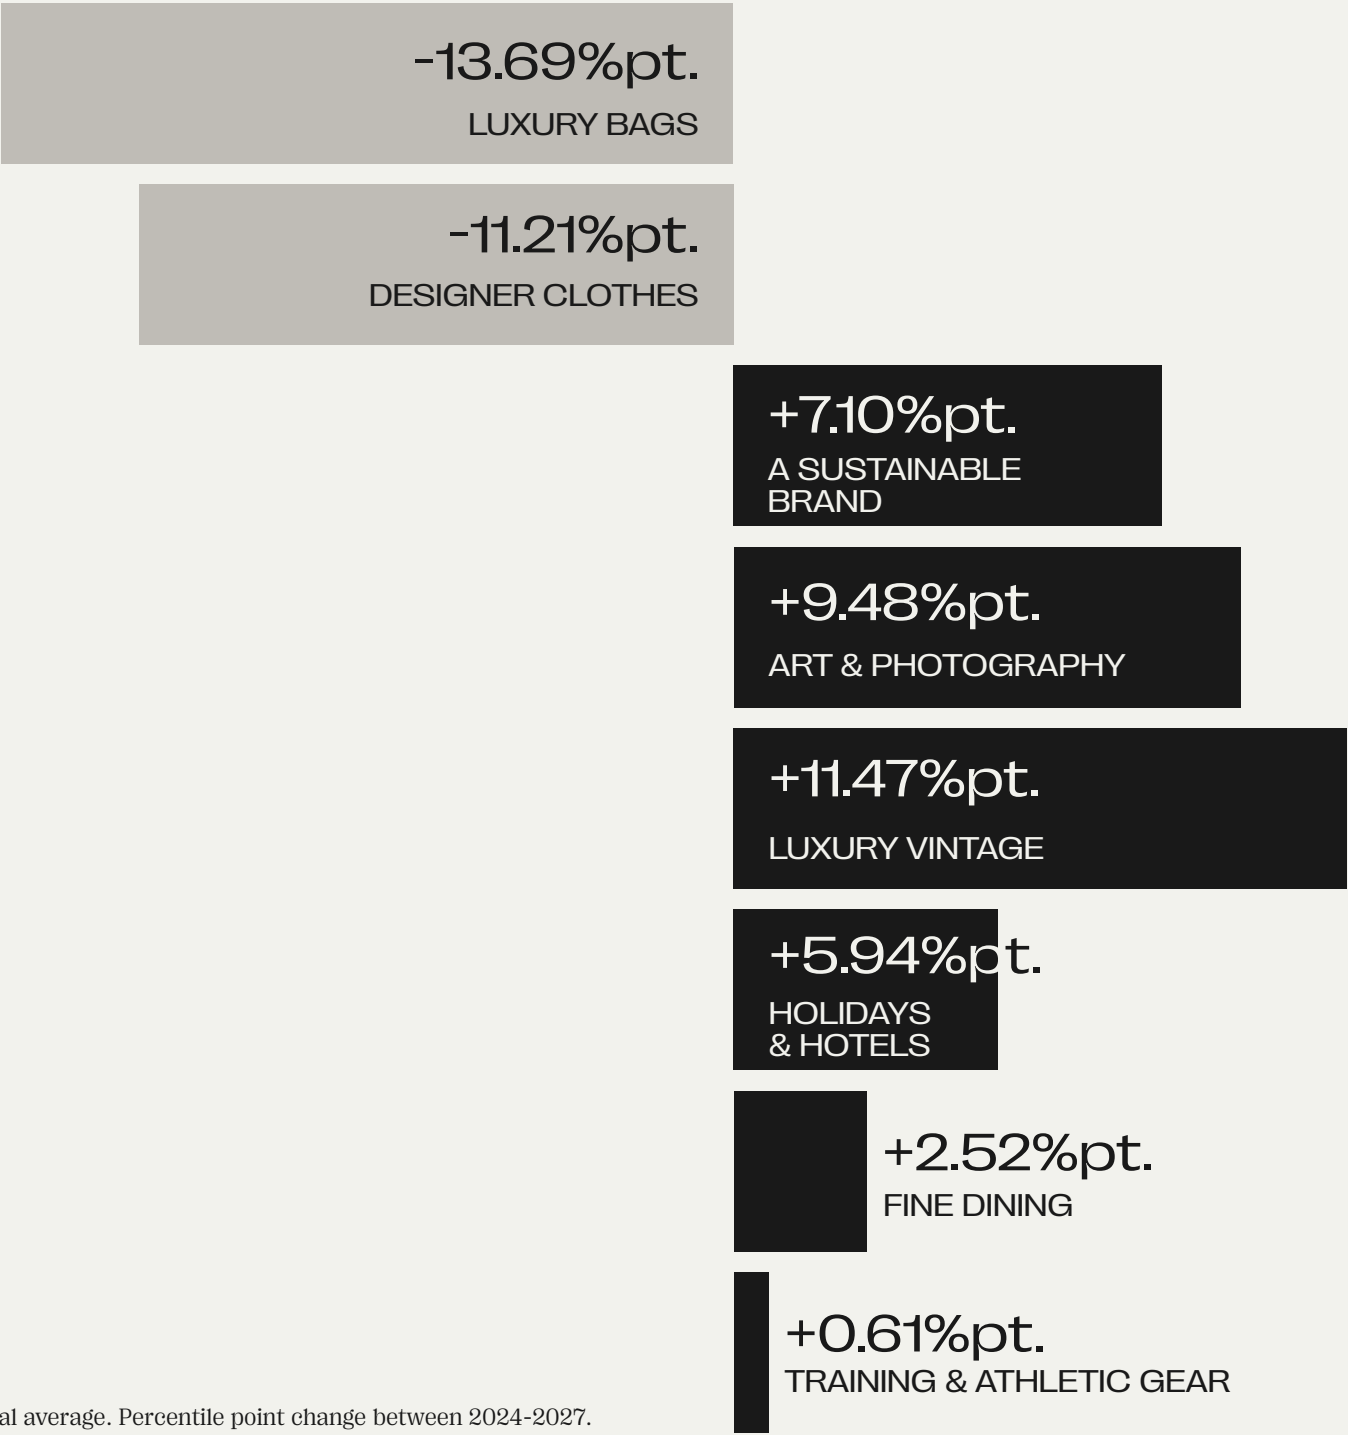 -13.69%pt.
LUXURY BAGS
-11.21%pt.
DESIGNER CLOTHES
+7.10%pt.
A SUSTAINABLE
BRAND
+9.48%pt.
ART & PHOTOGRAPHY
+11.47%pt.
LUXURY VINTAGE
+5.94%pt.
HOLIDAYS
& HOTELS
+2.52%pt.
FINE DINING
+0.61%pt.
TRAINING & ATHLETIC GEAR
al average. Percentile point change between 2024-2027.